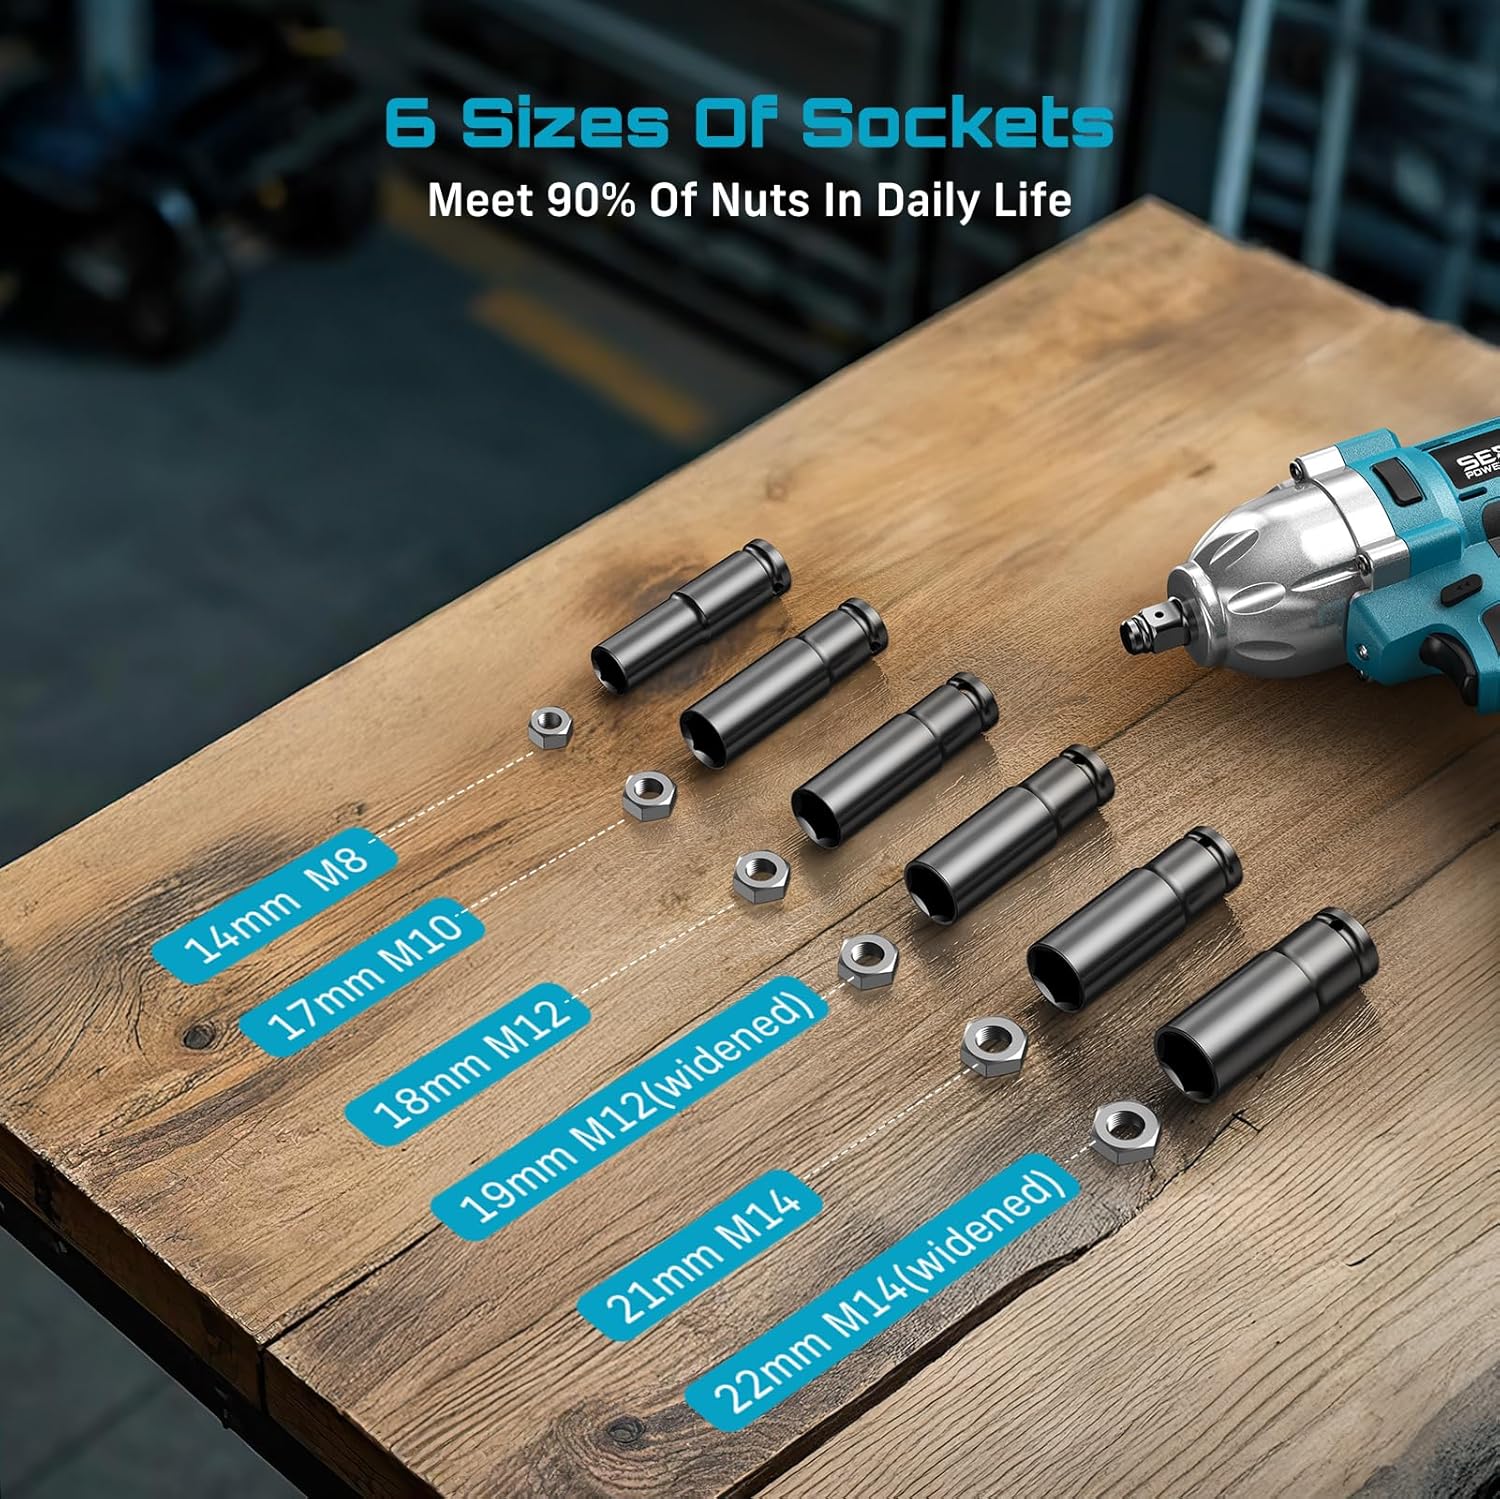 6 Sizes Of Sockets
Meet 90% Of Nuts In Daily Life
14mm M8
17mm M10
18mm M12
19mm M12(widened)
21mm M14
22mm M14(widened)